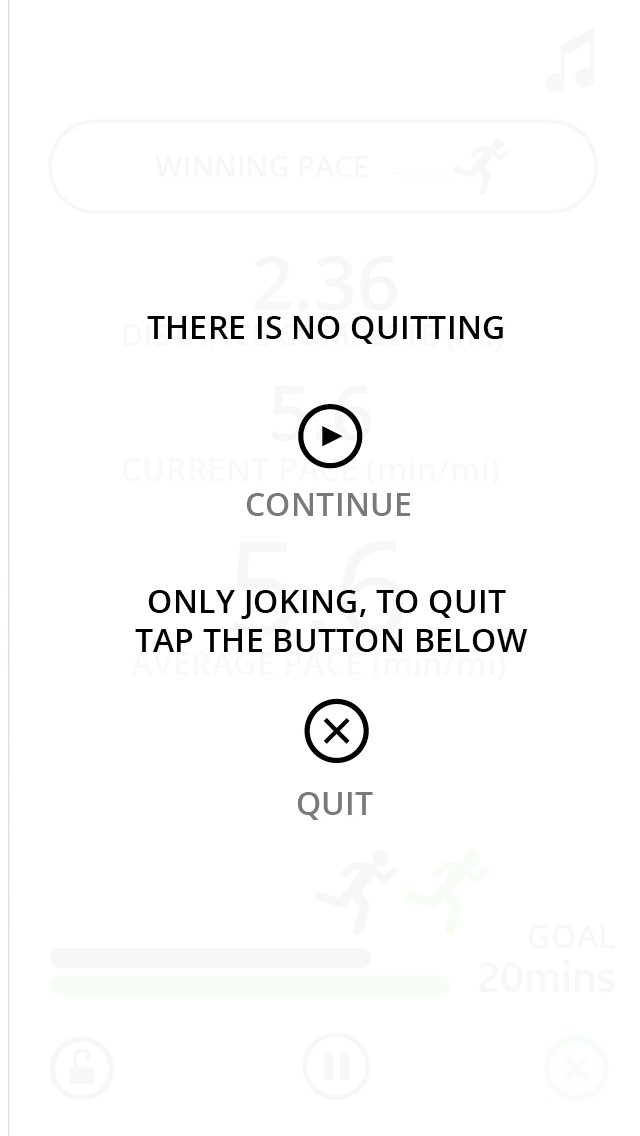 WINNING PACE
2.36
THERE IS NO QUITTING
5.6
CURRENT PACE (min/mi)
CONTINUE
5.6
ONLY JOKING, TO QUIT
TAP THE BUTTON BELOW
AVERAGE PACE (min/mi)
QUIT
GOAL
20mins